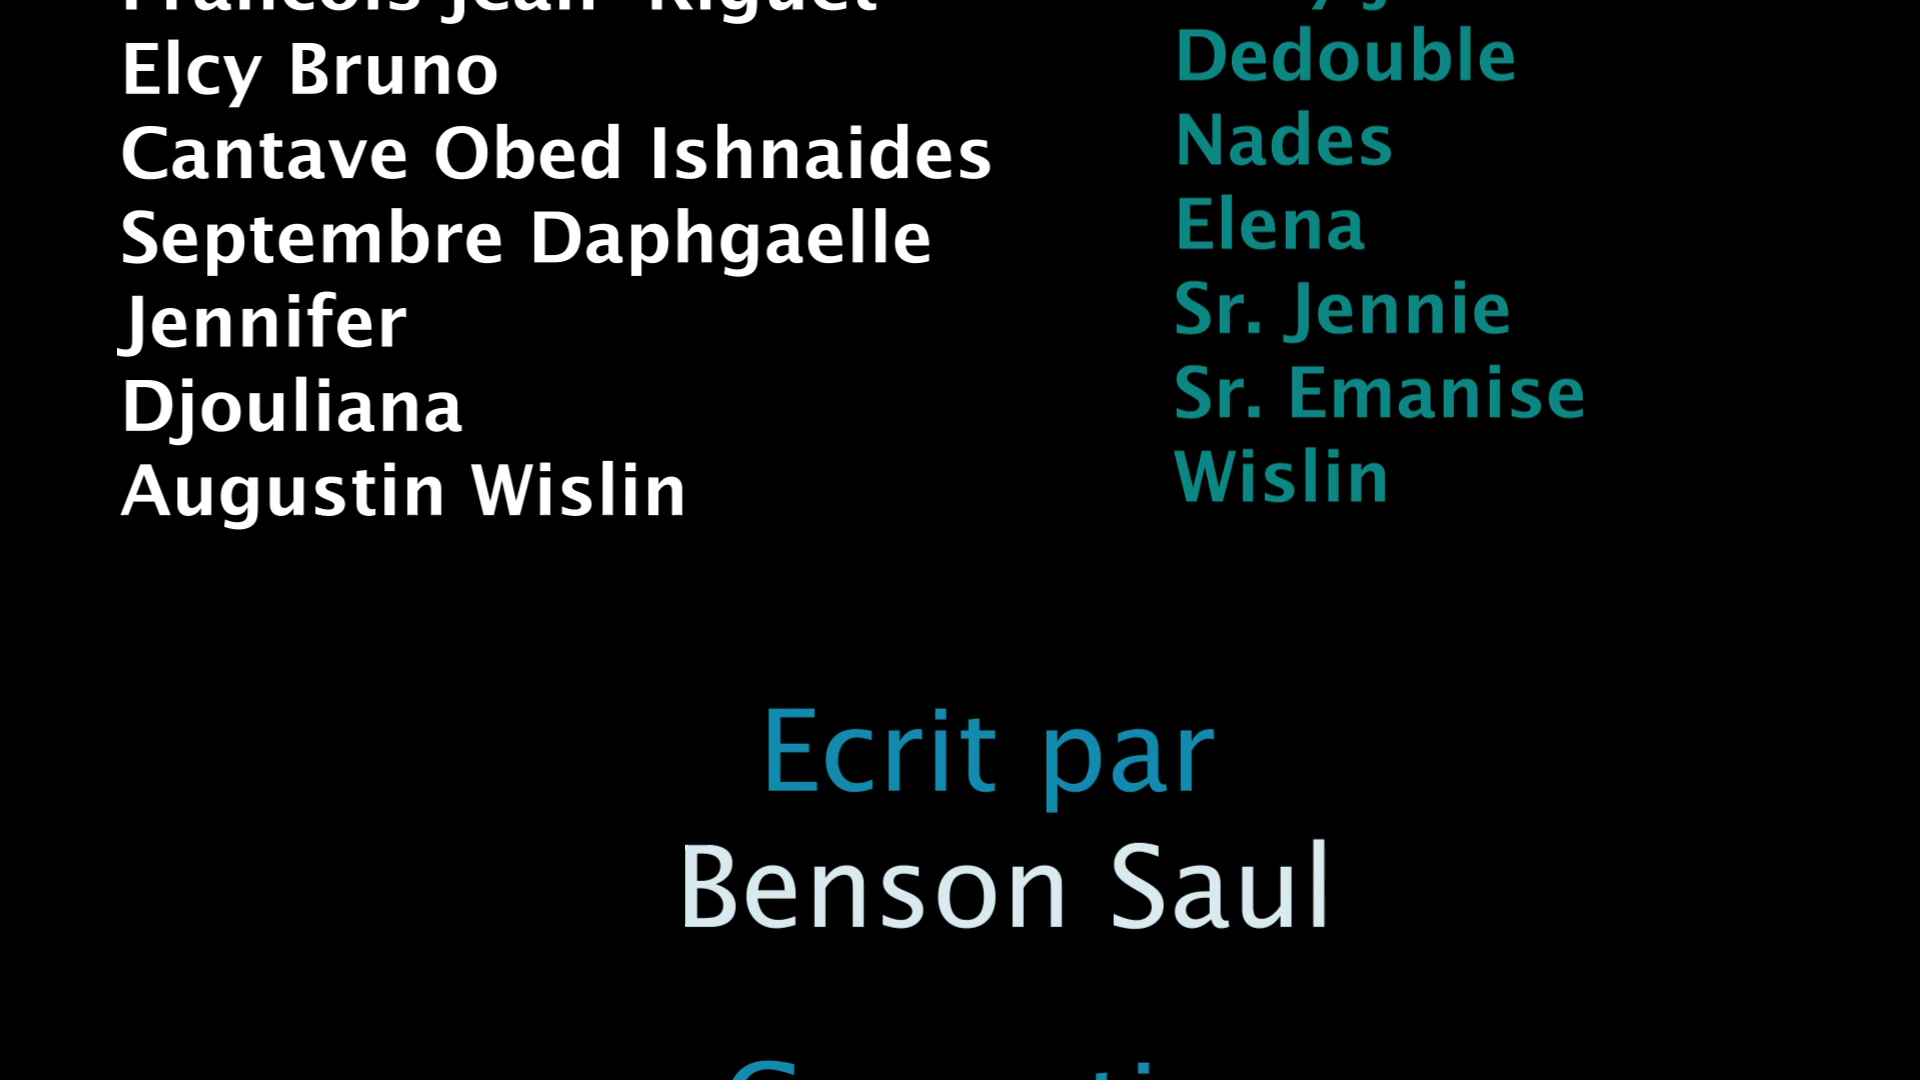 Elcy Bruno Dedouble
Cantave Obed Ishnaides Nades
Septembre Daphgaelle Elena
Jennifer Sr. Jennie
Djouliana Sr. Emanise
Augustin Wislin Wislin
Ecrit par
Benson Saul